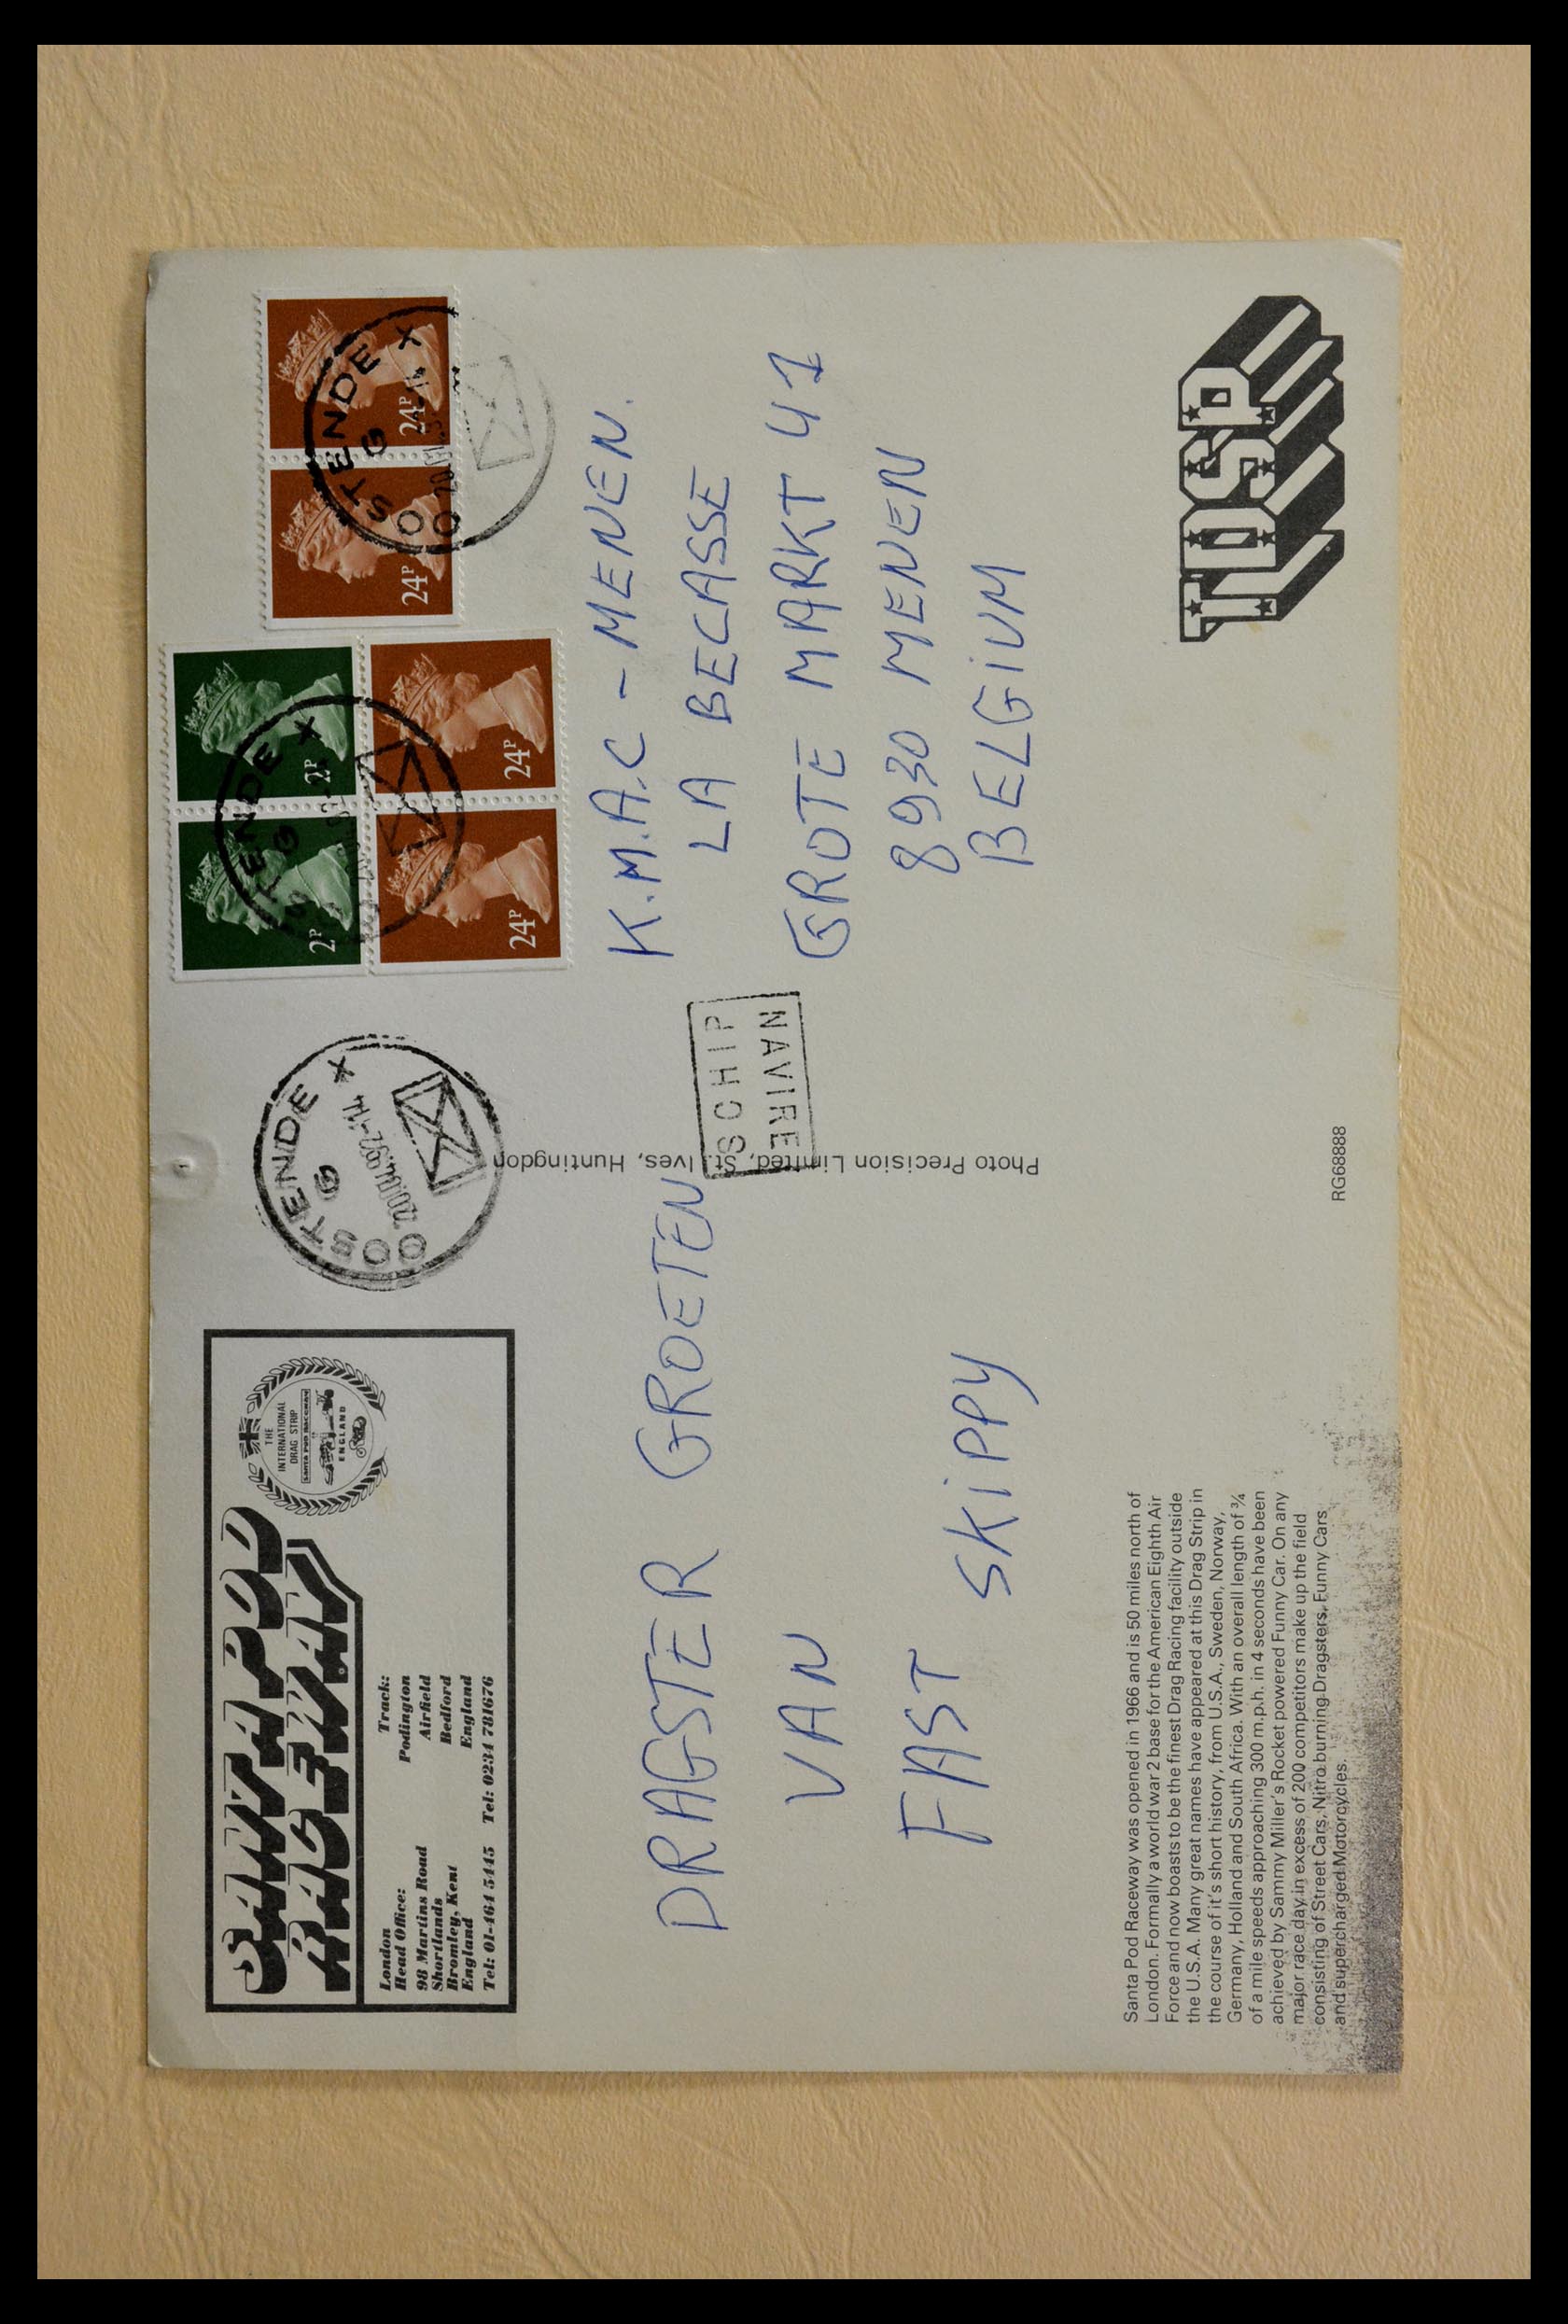 SANTA POD
RACEWAY
THE
INTERNATIONAL
DRAG STRIP
SANTA POD RACEWAY
ENGLAND
London
Head Office:
98 Martins Road
Shortlands
Bromley, Kent
England
Tel: 01-464 5445
Track:
Podington
Airfield
Bedford
England
Tel: 0234 781676
OOSTENDE X
G
-14
2P
2P
24P
24P
OOSTENDE X
G
24P
24P
OOSTENDE X
G
DRAGSTER GROETEN
VAN
FAST SKiPPY
Photo Precision Limited, St. Ives, Huntingdon
SCHIP
NAVIRE
K.M.A.C - MENEN.
LA BECASSE
GROTE MARKT 41
8930 MENEN
BELGiUM
Santa Pod Raceway was opened in 1966 and is 50 miles north of
London. Formally a world war 2 base for the American Eighth Air
Force and now boasts to be the finest Drag Racing facility outside
the U.S.A. Many great names have appeared at this Drag Strip in
the course of it's short history, from U.S.A., Sweden, Norway,
Germany, Holland and South Africa. With an overall length of ¾
of a mile speeds approaching 300 m.p.h. in 4 seconds have been
achieved by Sammy Miller's Rocket powered Funny Car. On any
major race day in excess of 200 competitors make up the field
consisting of Street Cars, Nitro burning Dragsters, Funny Cars
and supercharged Motorcycles.
RG68888
TDSP